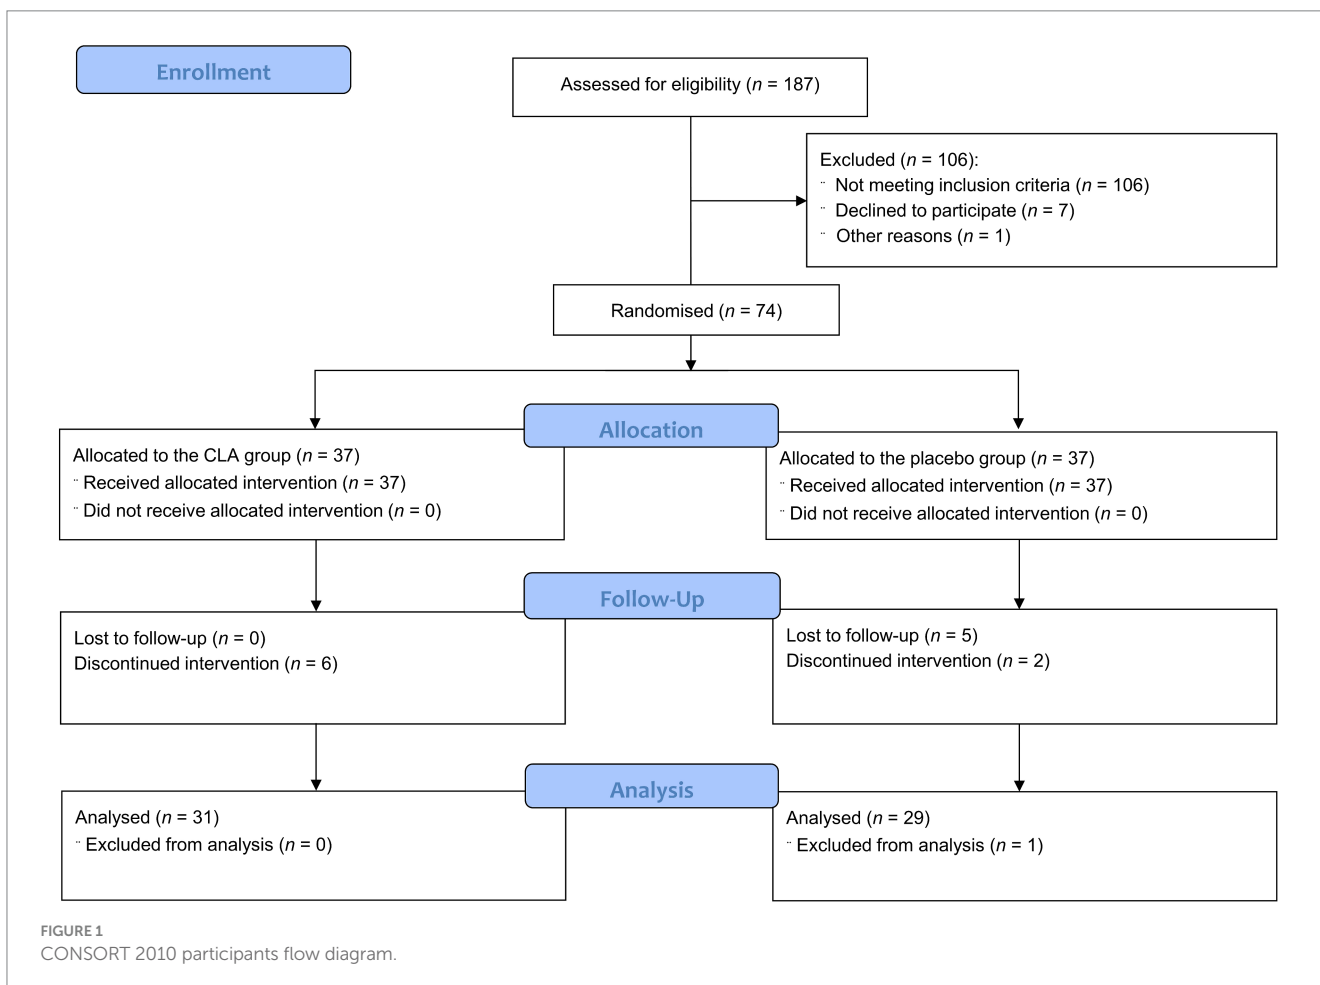 Enrollment
Assessed for eligibility (n = 187)
Excluded (n = 106):
¨ Not meeting inclusion criteria (n = 106)
¨ Declined to participate (n = 7)
¨ Other reasons (n = 1)
Randomised (n = 74)
Allocation
Allocated to the CLA group (n = 37)
¨ Received allocated intervention (n = 37)
¨ Did not receive allocated intervention (n = 0)
Allocated to the placebo group (n = 37)
¨ Received allocated intervention (n = 37)
¨ Did not receive allocated intervention (n = 0)
Follow-Up
Lost to follow-up (n = 0)
Discontinued intervention (n = 6)
Lost to follow-up (n = 5)
Discontinued intervention (n = 2)
Analysis
Analysed (n = 31)
¨ Excluded from analysis (n = 0)
Analysed (n = 29)
¨ Excluded from analysis (n = 1)
FIGURE 1
CONSORT 2010 participants flow diagram.